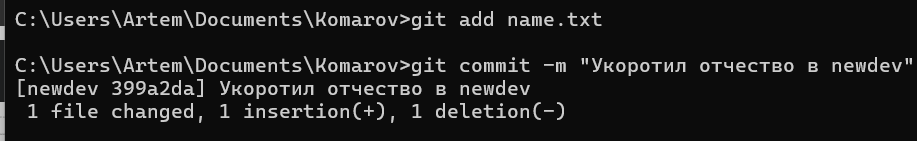 C:\Users\Artem\Documents\Komarov>git add name.txt
C:\Users\Artem\Documents\Komarov>git commit -m "Укоротил отчество в newdev"
[newdev 399a2da] Укоротил отчество в newdev
1 file changed, 1 insertion(+), 1 deletion(-)